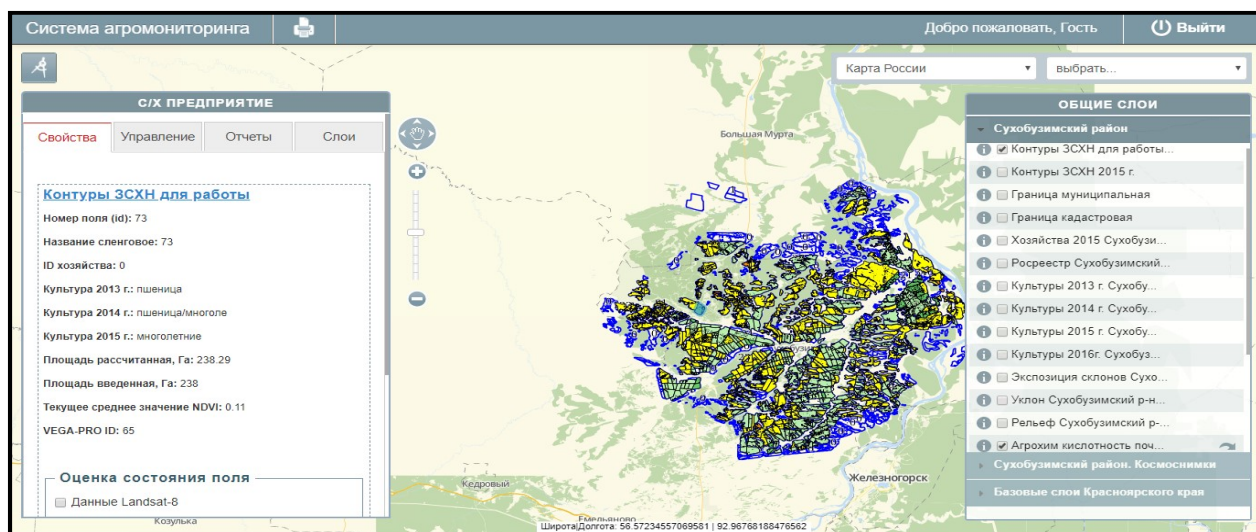 Система агромониторинга
Добро пожаловать, Гость
Выйти
Карта России
выбрать...
С/Х ПРЕДПРИЯТИЕ
Свойства
Управление
Отчеты
Слои
Контуры ЗСХН для работы
Номер поля (id): 73
Название сленговое: 73
ID хозяйства: 0
Культура 2013 г.: пшеница
Культура 2014 г.: пшеница/многоле
Культура 2015 г.: многолетние
Площадь рассчитанная, Га: 238.29
Площадь введенная, Га: 238
Текущее среднее значение NDVI: 0.11
VEGA-PRO ID: 65
Оценка состояния поля
Данные Landsat-8
Козулька
Кедровый
Большая Мурта
Железногорск
Емельяново
Широта|Долгота: 56.57234557069581 | 92.96768188476562
ОБЩИЕ СЛОИ
Сухобузимский район
Контуры ЗСХН для работы...
Контуры ЗСХН 2015 г.
Граница муниципальная
Граница кадастровая
Хозяйства 2015 Сухобузи...
Росреестр Сухобузимский...
Культуры 2013 г. Сухобу...
Культуры 2014 г. Сухобу...
Культуры 2015 г. Сухобу...
Культуры 2016г. Сухобуз...
Экспозиция склонов Сухо...
Уклон Сухобузимский р-н...
Рельеф Сухобузимский р-...
Агрохим кислотность поч...
Сухобузимский район. Космоснимки
Базовые слои Красноярского края